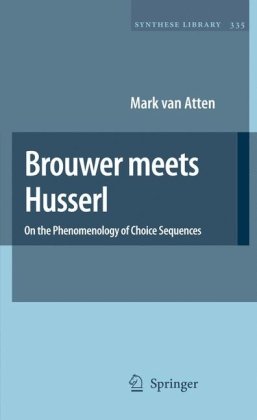 SYNTHESE LIBRARY 335
Mark van Atten
Brouwer meets
Husserl
On the Phenomenology of Choice Sequences
Springer